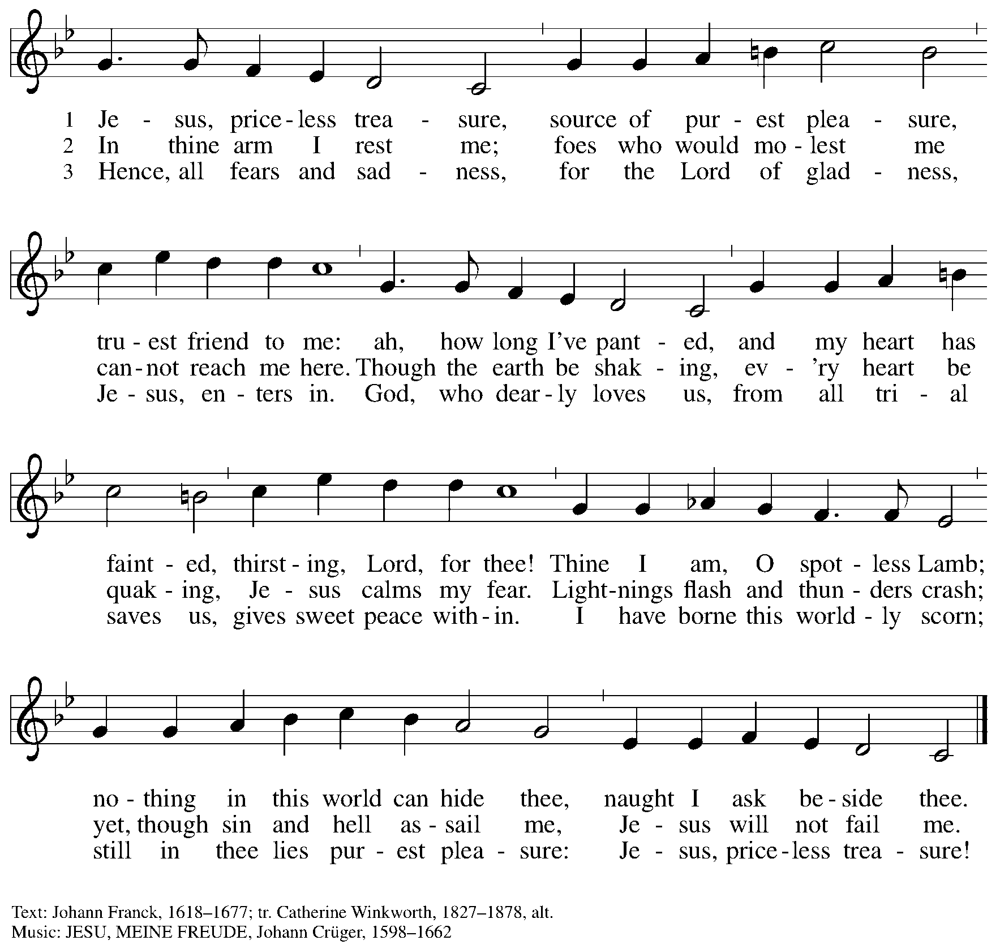 1 Je - sus, price - less trea - sure, source of pur - est plea - sure,
2 In thine arm I rest me; foes who would mo - lest me
3 Hence, all fears and sad - ness, for the Lord of glad - ness,
tru - est friend to me: ah, how long I've pant - ed, and my heart has
can - not reach me here. Though the earth be shak - ing, ev - 'ry heart be
Je - sus, en - ters in. God, who dear - ly loves us, from all tri - al
faint - ed, thirst - ing, Lord, for thee! Thine I am, O spot - less Lamb;
quak - ing, Je - sus calms my fear. Light - nings flash and thun - ders crash;
saves us, gives sweet peace with - in. I have borne this world - ly scorn;
no - thing in this world can hide thee, naught I ask be - side thee.
yet, though sin and hell as - sail me, Je - sus will not fail me.
still in thee lies pur - est plea - sure: Je - sus, price - less trea - sure!
Text: Johann Franck, 1618–1677; tr. Catherine Winkworth, 1827–1878, alt.
Music: JESU, MEINE FREUDE, Johann Crüger, 1598–1662